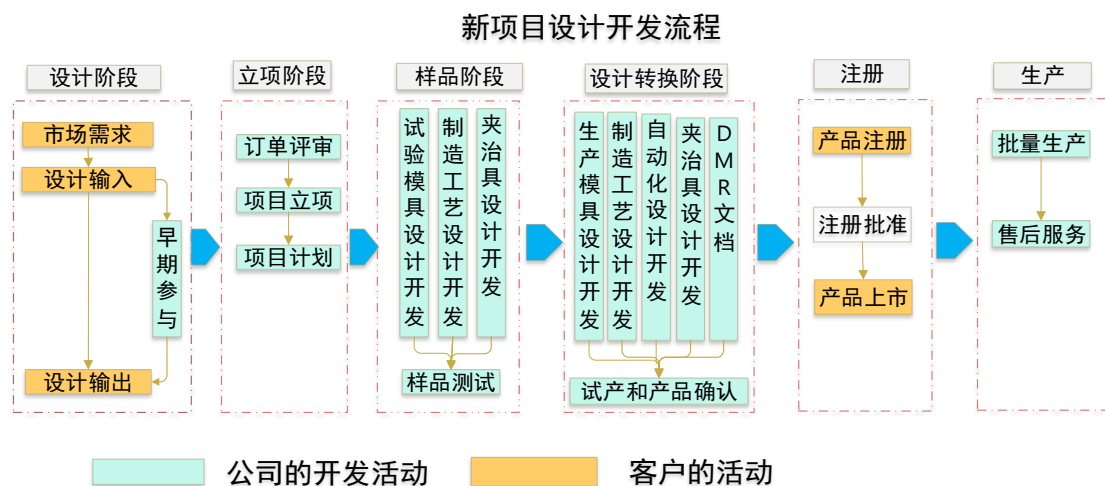 新项目设计开发流程
设计阶段
立项阶段
样品阶段
设计转换阶段
注册
生产
市场需求
设计输入
早期参与
设计输出
订单评审
项目立项
项目计划
试验模具设计开发
制造工艺设计开发
夹治具设计开发
样品测试
生产模具设计开发
制造工艺设计开发
自动化设计开发
夹治具设计开发
DMR文档
试产和产品确认
产品注册
注册批准
产品上市
批量生产
售后服务
公司的开发活动
客户的活动